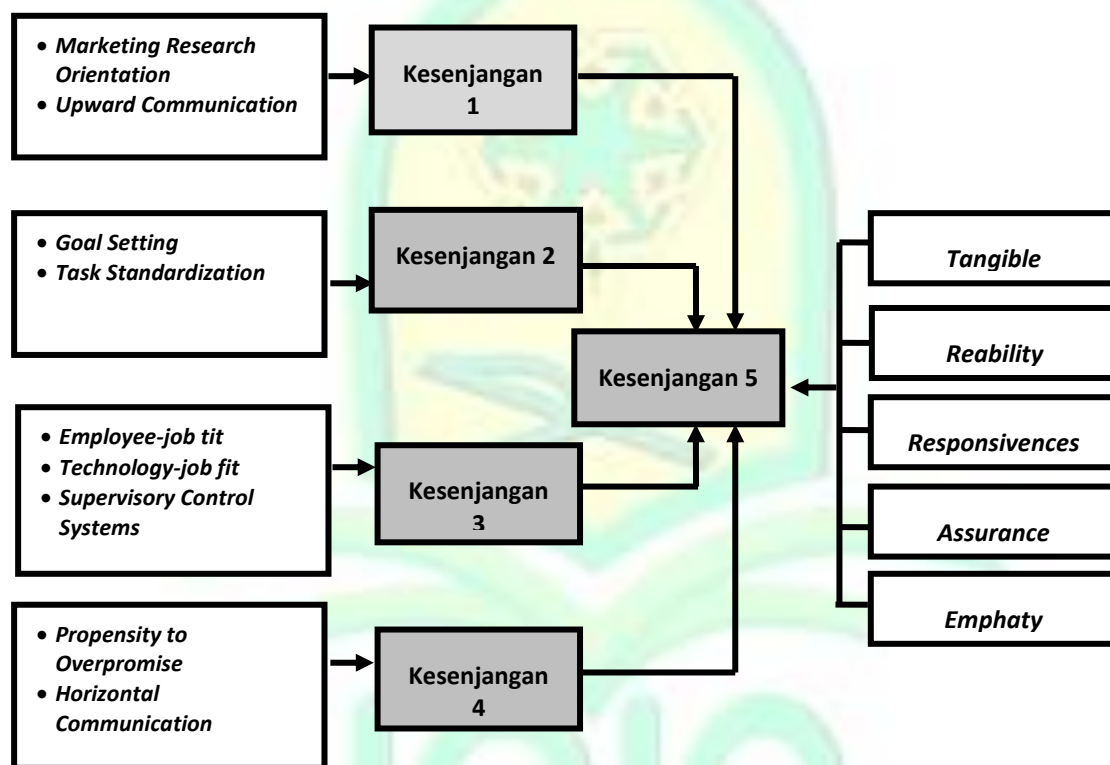 • Marketing Research
Orientation
• Upward Communication
Kesenjangan
1
• Goal Setting
• Task Standardization
Kesenjangan 2
• Employee-job tit
• Technology-job fit
• Supervisory Control
Systems
Kesenjangan
3
• Propensity to
Overpromise
• Horizontal
Communication
Kesenjangan
4
Kesenjangan 5
Tangible
Reability
Responsivences
Assurance
Emphaty